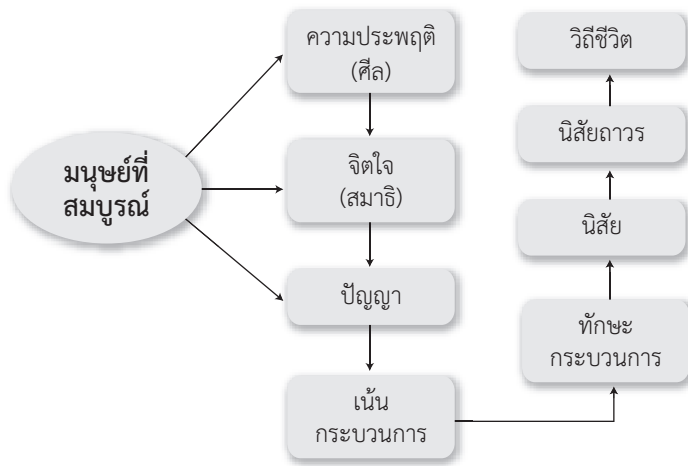 มนุษย์ที่
สมบูรณ์
ความประพฤติ
(ศีล)
จิตใจ
(สมาธิ)
ปัญญา
เน้น
กระบวนการ
ทักษะ
กระบวนการ
นิสัย
นิสัยถาวร
วิถีชีวิต